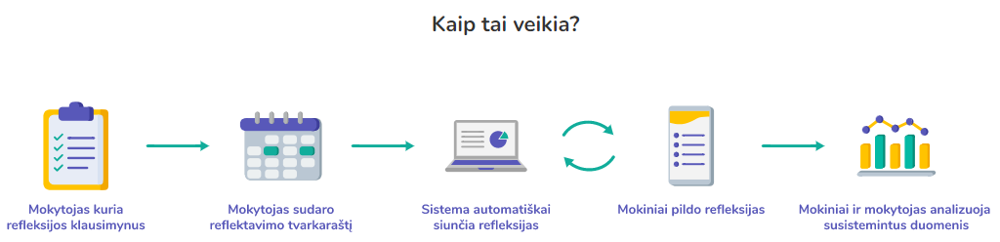 Kaip tai veikia?
Mokytojas kuria
refleksijos klausimynus
Mokytojas sudaro
reflektavimo tvarkaraštį
Sistema automatiškai
siunčia refleksijas
Mokiniai pildo refleksijas
Mokiniai ir mokytojas analizuoja
susistemintus duomenis